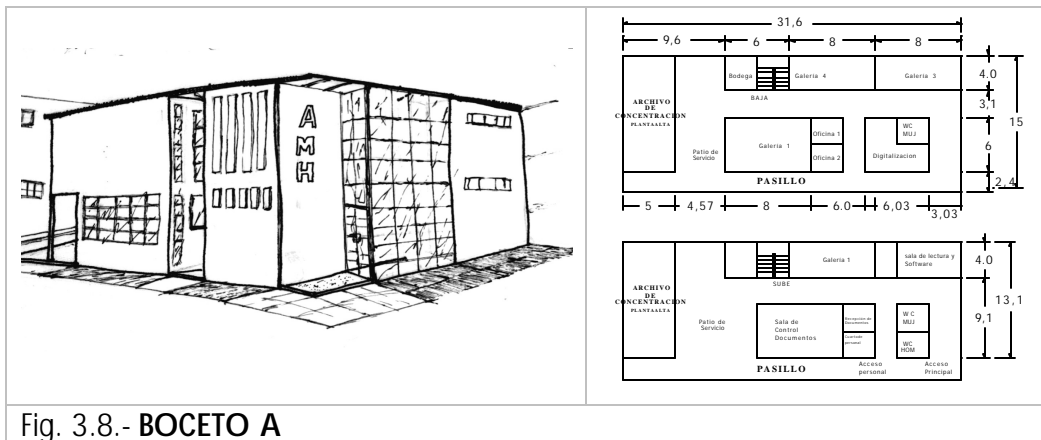 A
M
H
31,6
9,6 6 8 8
Bodega
Galeria 4
Galeria 3
BAJA
4.0
3,1
15
6
2,4
ARCHIVO
DE
CONCENTRACION
PLANTA ALTA
Patio de
Servicio
Galeria 1
Oficina 1
Oficina 2
WC
MUJ
Digitalizacion
PASILLO
5 4,57 8 6.0 6,03 3,03
Galeria 1
sala de lectura y
Software
SUBE
4.0
13,1
9,1
ARCHIVO
DE
CONCENTRACION
PLANTA ALTA
Patio de
Servicio
Sala de
Control
Documentos
Recepcion de
Documentos
personal
W C
MUJ
WC
HOM
PASILLO
Acceso
personal
Acceso
Principal
Fig. 3.8.- BOCETO A